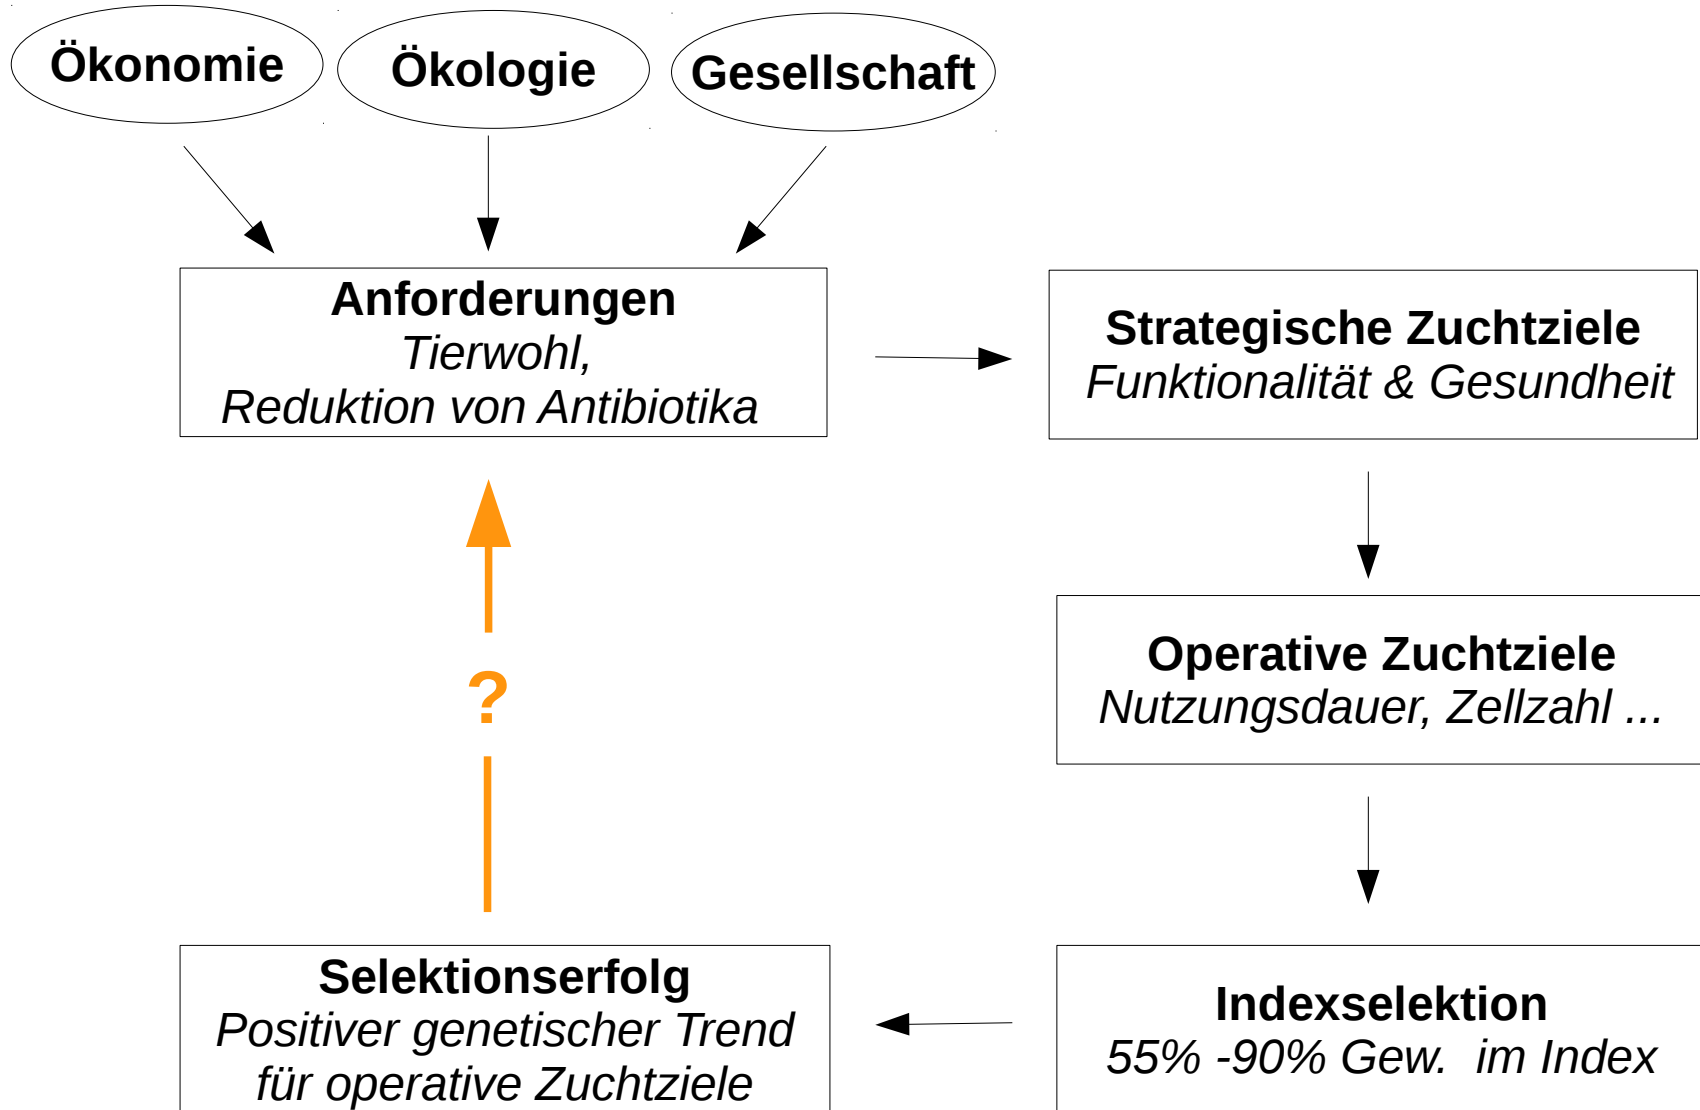 Ökonomie
Ökologie
Gesellschaft
Anforderungen
Tierwohl,
Reduktion von Antibiotika
Strategische Zuchtziele
Funktionalität & Gesundheit
Operative Zuchtziele
Nutzungsdauer, Zellzahl ...
?
Selektionserfolg
Positiver genetischer Trend
für operative Zuchtziele
Indexselektion
55% -90% Gew. im Index